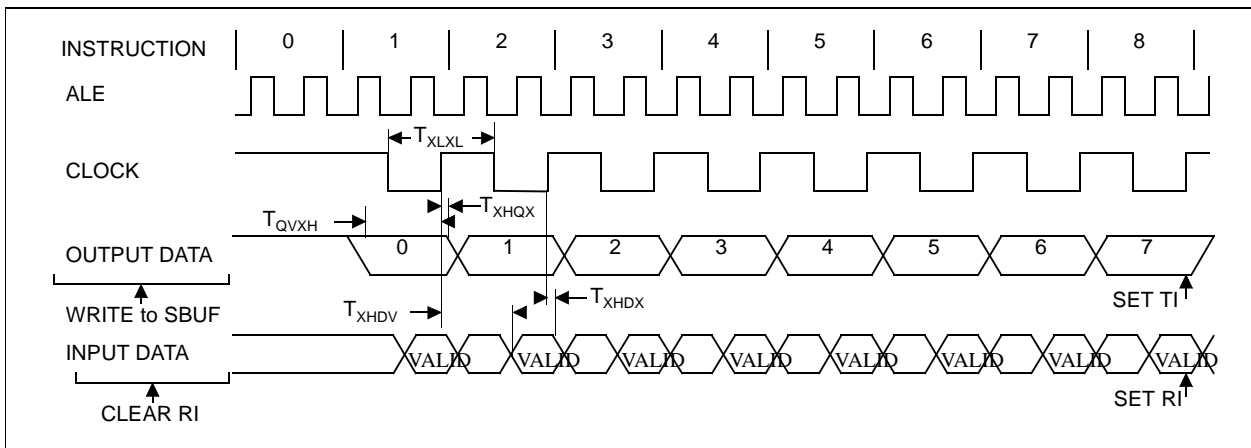 INSTRUCTION 0 1 2 3 4 5 6 7 8
ALE
T_XLXL
CLOCK
T_XHQX
T_QVXH
OUTPUT DATA 0 1 2 3 4 5 6 7
T_XHDX
SET TI
WRITE to SBUF
T_XHDV
INPUT DATA VALID VALID VALID VALID VALID VALID VALID VALID
SET RI
CLEAR RI